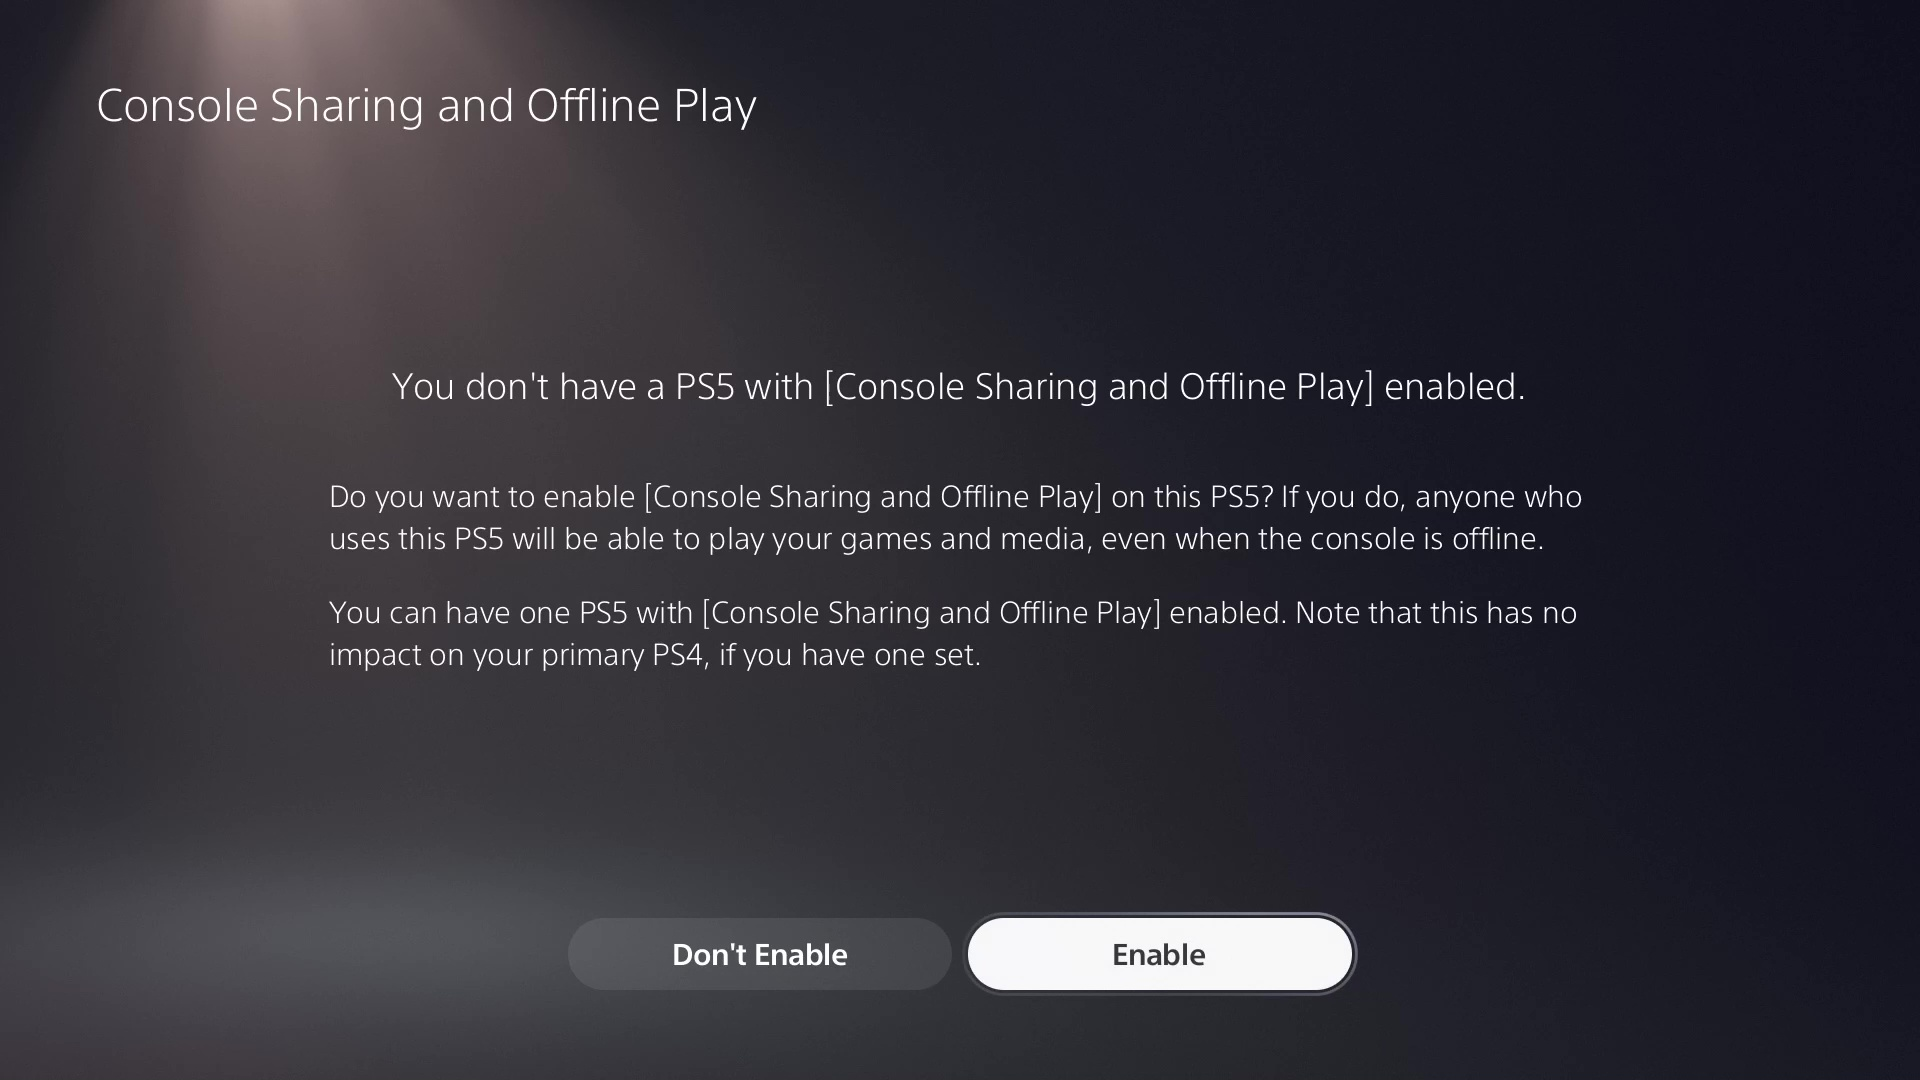 Console Sharing and Offline Play
You don't have a PS5 with [Console Sharing and Offline Play] enabled.
Do you want to enable [Console Sharing and Offline Play] on this PS5? If you do, anyone who
uses this PS5 will be able to play your games and media, even when the console is offline.
You can have one PS5 with [Console Sharing and Offline Play] enabled. Note that this has no
impact on your primary PS4, if you have one set.
Don't Enable
Enable